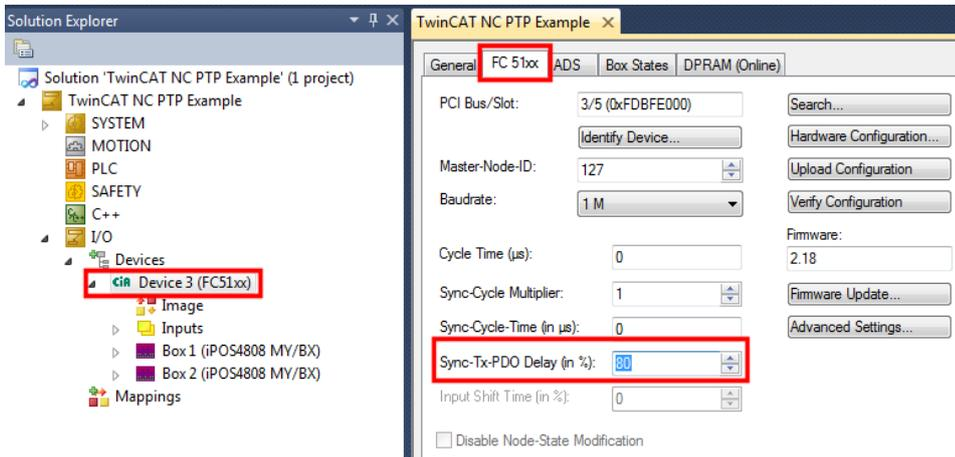 Solution Explorer
Solution 'TwinCAT NC PTP Example' (1 project)
TwinCAT NC PTP Example
SYSTEM
MOTION
PLC
SAFETY
C++
I/O
Devices
CiA Device 3 (FC51xx)
Image
Inputs
Box 1 (iPOS4808 MY/BX)
Box 2 (iPOS4808 MY/BX)
Mappings
TwinCAT NC PTP Example
General FC 51xx ADS Box States DPRAM (Online)
PCI Bus/Slot: 3/5 (0xFDBFE000) Search...
Identify Device... Hardware Configuration...
Master-Node-ID: 127 Upload Configuration
Baudrate: 1 M Verify Configuration
Firmware:
Cycle Time (µs): 0 2.18
Sync-Cycle Multiplier: 1 Firmware Update...
Sync-Cycle-Time (in µs): 0 Advanced Settings...
Sync-Tx-PDO Delay (in %): 80
Input Shift Time (in %): 0
Disable Node-State Modification